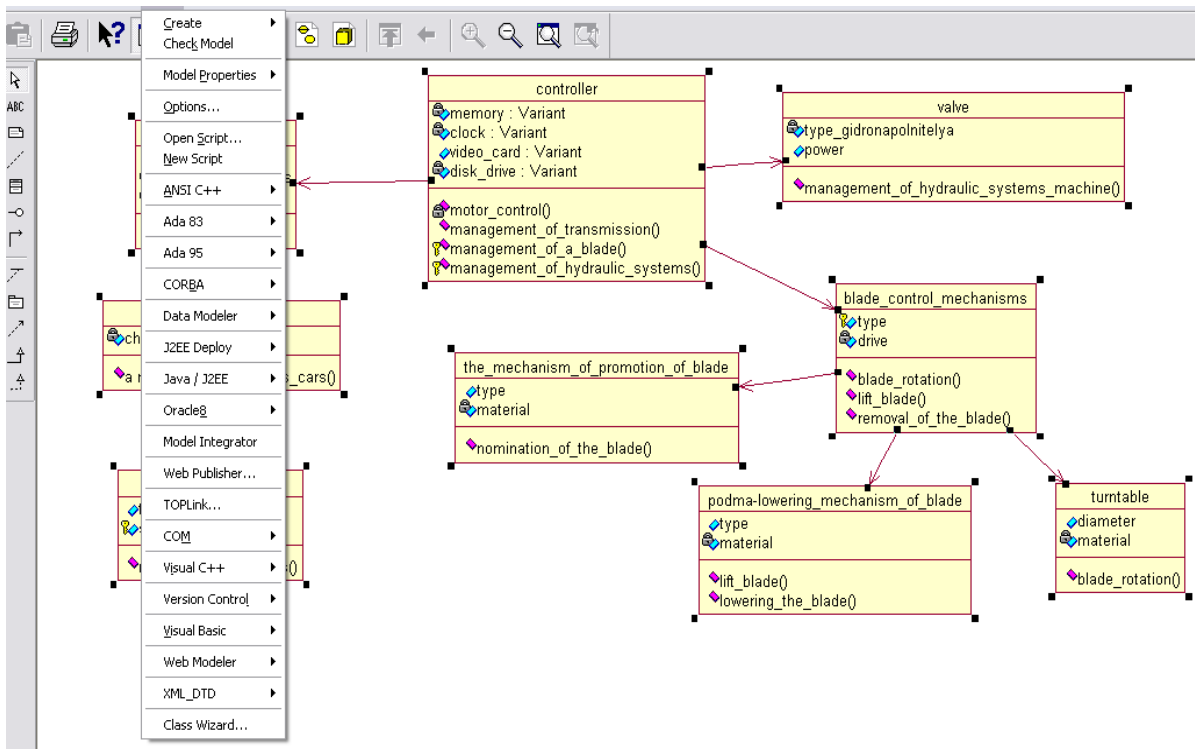 Create
Check Model
Model Properties
Options...
Open Script...
New Script
ANSI C++
Ada 83
Ada 95
CORBA
Data Modeler
J2EE Deploy
Java / J2EE
Oracle8
Model Integrator
Web Publisher...
TOPLink...
COM
Visual C++
Version Control
Visual Basic
Web Modeler
XML_DTD
Class Wizard...
ABC
controller
memory : Variant
clock : Variant
video_card : Variant
disk_drive : Variant
motor_control()
management_of_transmission()
management_of_a_blade()
management_of_hydraulic_systems()
valve
type_gidronapolnitelya
power
management_of_hydraulic_systems_machine()
blade_control_mechanisms
type
drive
blade_rotation()
lift_blade()
removal_of_the_blade()
the_mechanism_of_promotion_of_blade
type
material
nomination_of_the_blade()
podma-lowering_mechanism_of_blade
type
material
lift_blade()
lowering_the_blade()
turntable
diameter
material
blade_rotation()
ch
a
s_cars()